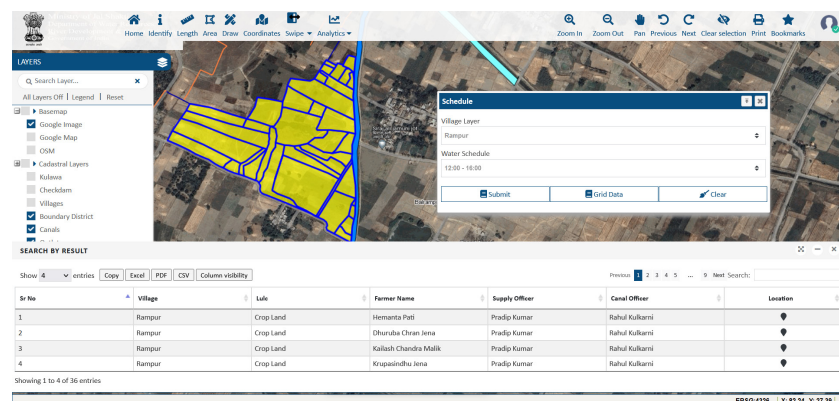 Home Identify Length Area Draw Coordinates Swipe Analytics
Zoom In Zoom Out Pan Previous Next Clear selection Print Bookmarks
LAYERS
Search Layer...
All Layers Off | Legend | Reset
Basemap
Google Image
Google Map
OSM
Cadastral Layers
Kulawa
Checkdam
Villages
Boundary District
Canals
Schedule
Village Layer
Rampur
Water Schedule
12:00 - 16:00
Submit Grid Data Clear
SEARCH BY RESULT
Show 4 entries Copy Excel PDF CSV Column visibility
Previous 1 2 3 4 5 ... 9 Next Search:
Sr No Village Lulc Farmer Name Supply Officer Canal Officer Location
1 Rampur Crop Land Hemanta Pati Pradip Kumar Rahul Kulkarni
2 Rampur Crop Land Dhuruba Chran Jena Pradip Kumar Rahul Kulkarni
3 Rampur Crop Land Kailash Chandra Malik Pradip Kumar Rahul Kulkarni
4 Rampur Crop Land Krupasindhu Jena Pradip Kumar Rahul Kulkarni
Showing 1 to 4 of 36 entries
EPSG:4326 X: 82.24, Y: 27.39